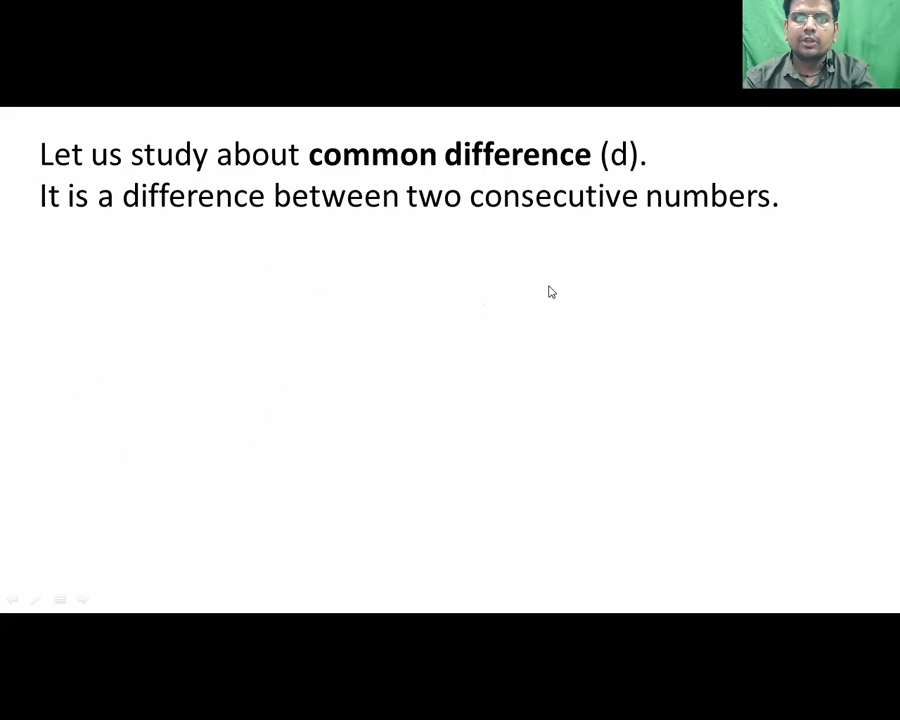 Let us study about common difference (d).
It is a difference between two consecutive numbers.